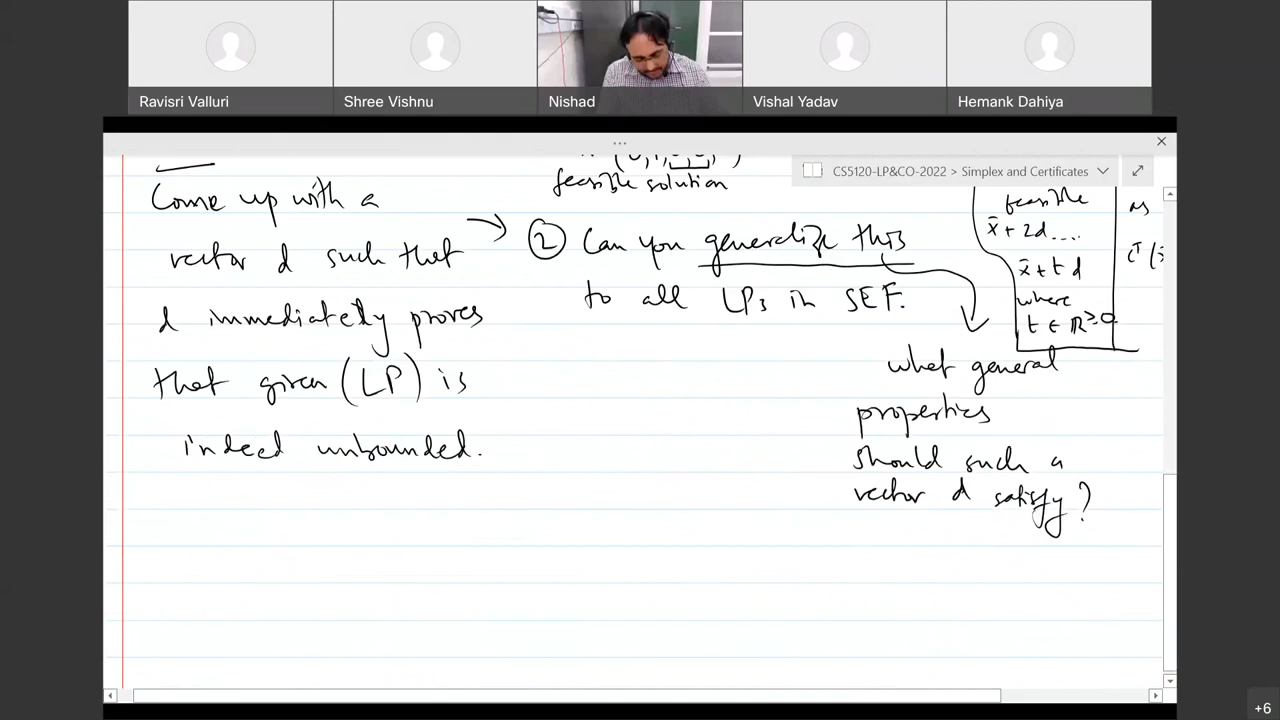 Ravisri Valluri
Shree Vishnu
Nishad
Vishal Yadav
Hemank Dahiya
CS5120-LP&CO-2022 > Simplex and Certificates
feasible solution
Come up with a
vector d such that
d immediately proves
that given (LP) is
indeed unbounded.
② Can you generalize this
to all LPs in SEF.
what general
properties
should such a
vector d satisfy?
feasible
x̄ + 2d....
x̄ + t d
where
t ∈ ℝ≥0
as
+6